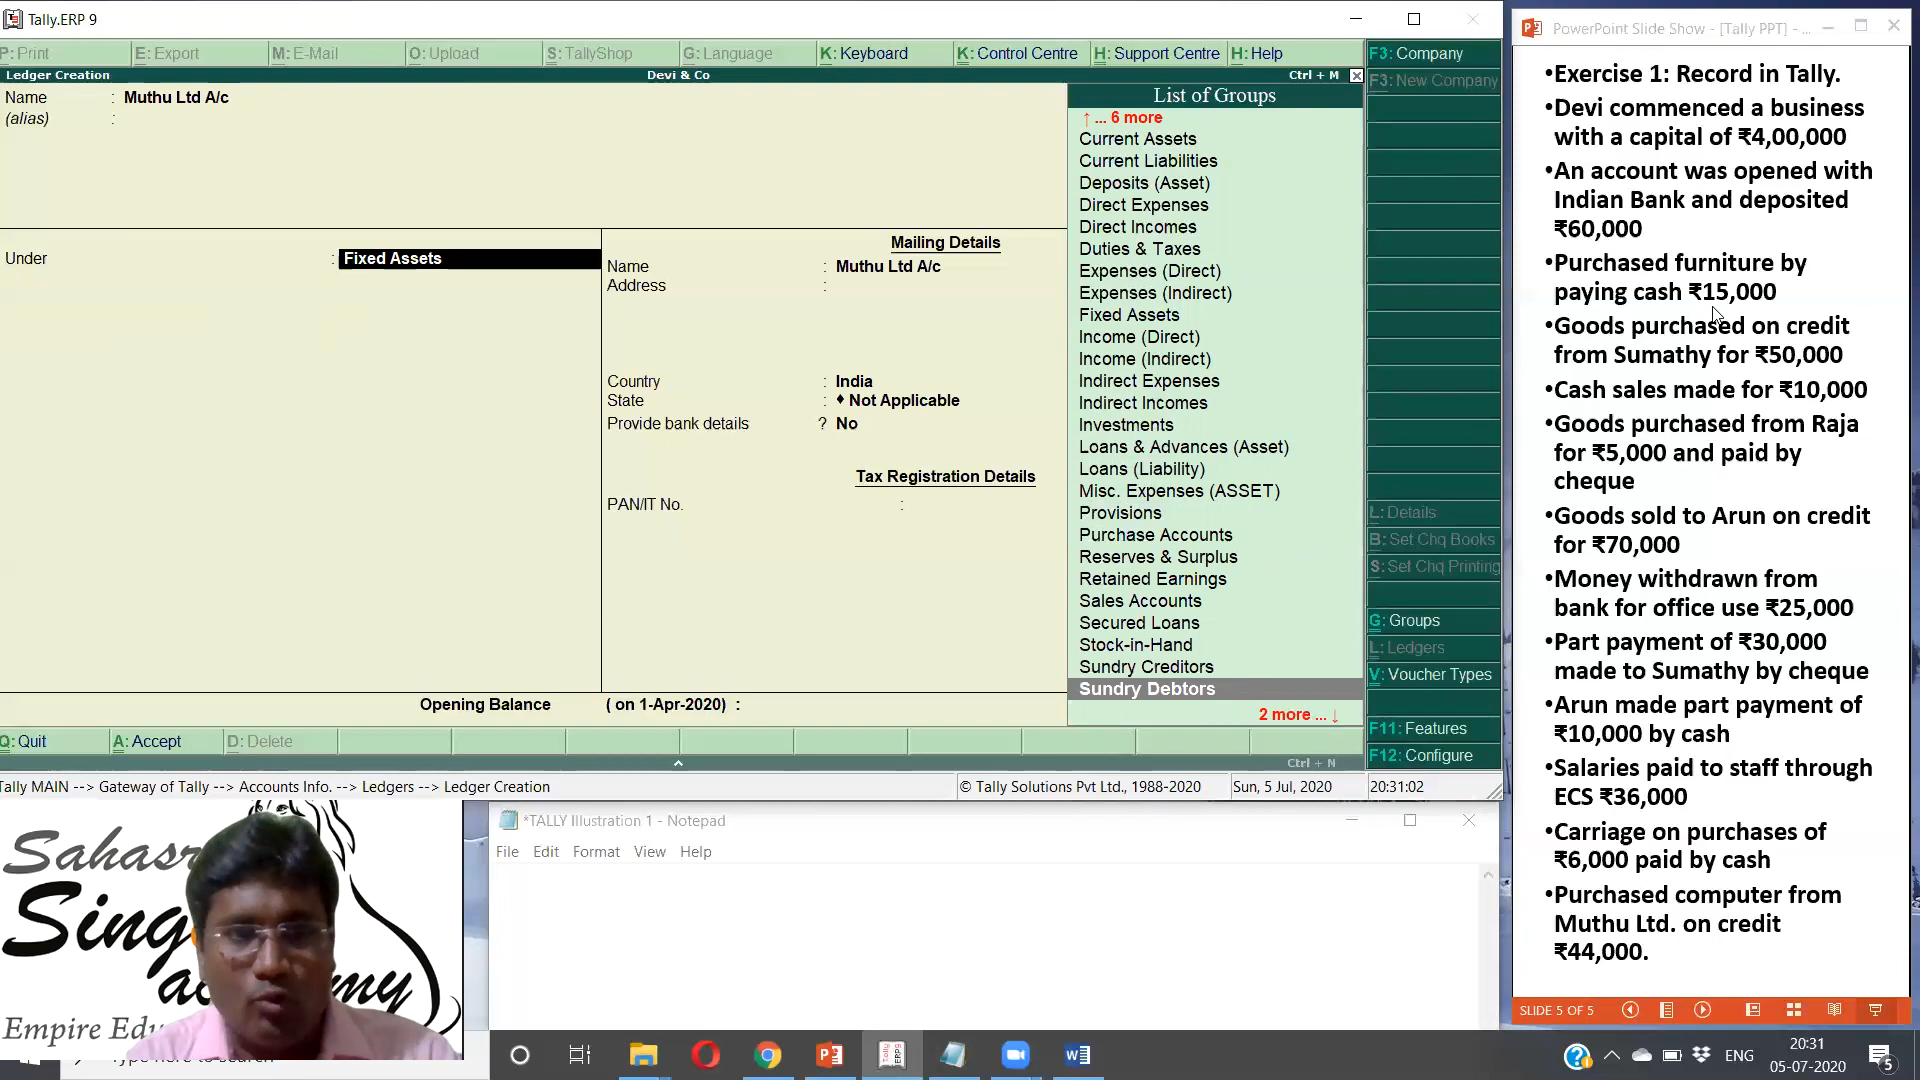 Tally.ERP 9
P: Print E: Export M: E-Mail O: Upload S: TallyShop G: Language K: Keyboard K: Control Centre H: Support Centre H: Help
F3: Company
F3: New Company
Ledger Creation Devi & Co Ctrl + M
Name : Muthu Ltd A/c
(alias) :
Under : Fixed Assets
Mailing Details
Name : Muthu Ltd A/c
Address :
Country : India
State : ♦ Not Applicable
Provide bank details ? No
Tax Registration Details
PAN/IT No. :
Opening Balance ( on 1-Apr-2020) :
List of Groups
↑ ... 6 more
Current Assets
Current Liabilities
Deposits (Asset)
Direct Expenses
Direct Incomes
Duties & Taxes
Expenses (Direct)
Expenses (Indirect)
Fixed Assets
Income (Direct)
Income (Indirect)
Indirect Expenses
Indirect Incomes
Investments
Loans & Advances (Asset)
Loans (Liability)
Misc. Expenses (ASSET)
Provisions
Purchase Accounts
Reserves & Surplus
Retained Earnings
Sales Accounts
Secured Loans
Stock-in-Hand
Sundry Creditors
Sundry Debtors
2 more ... ↓
L: Details
B: Set Chq Books
S: Set Chq Printing
G: Groups
L: Ledgers
V: Voucher Types
F11: Features
F12: Configure
Q: Quit A: Accept D: Delete
Ctrl + N
Tally MAIN --> Gateway of Tally --> Accounts Info. --> Ledgers --> Ledger Creation
© Tally Solutions Pvt Ltd., 1988-2020 Sun, 5 Jul, 2020 20:31:02
PowerPoint Slide Show - [Tally PPT] - ...
•Exercise 1: Record in Tally.
•Devi commenced a business
with a capital of ₹4,00,000
•An account was opened with
Indian Bank and deposited
₹60,000
•Purchased furniture by
paying cash ₹15,000
•Goods purchased on credit
from Sumathy for ₹50,000
•Cash sales made for ₹10,000
•Goods purchased from Raja
for ₹5,000 and paid by
cheque
•Goods sold to Arun on credit
for ₹70,000
•Money withdrawn from
bank for office use ₹25,000
•Part payment of ₹30,000
made to Sumathy by cheque
•Arun made part payment of
₹10,000 by cash
•Salaries paid to staff through
ECS ₹36,000
•Carriage on purchases of
₹6,000 paid by cash
•Purchased computer from
Muthu Ltd. on credit
₹44,000.
SLIDE 5 OF 5
*TALLY Illustration 1 - Notepad
File Edit Format View Help
ENG
20:31
05-07-2020
5